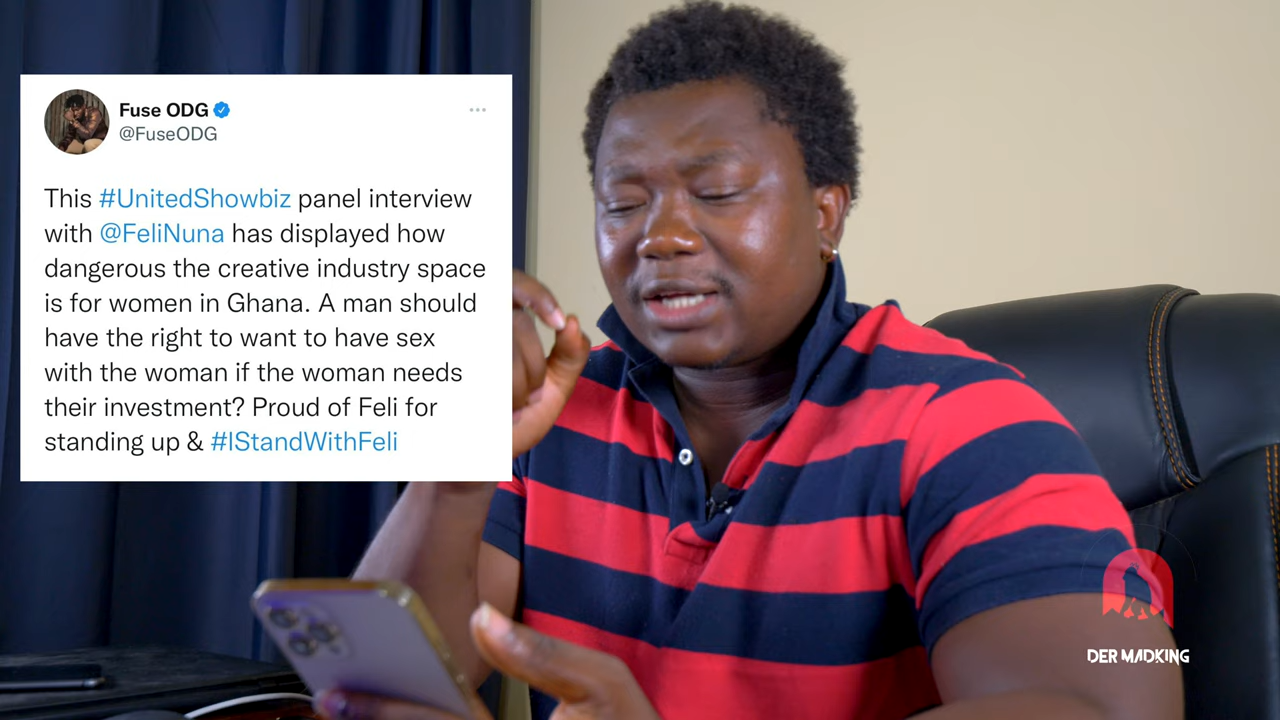 Fuse ODG
@FuseODG
This #UnitedShowbiz panel interview
with @FeliNuna has displayed how
dangerous the creative industry space
is for women in Ghana. A man should
have the right to want to have sex
with the woman if the woman needs
their investment? Proud of Feli for
standing up & #IStandWithFeli
DER MADKING